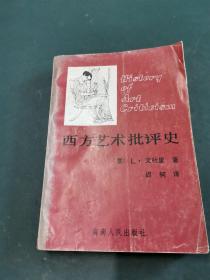 History
of
Art
Criticism
西方艺术批评史
L·文杜里 著
迟轲 译
海南人民出版社